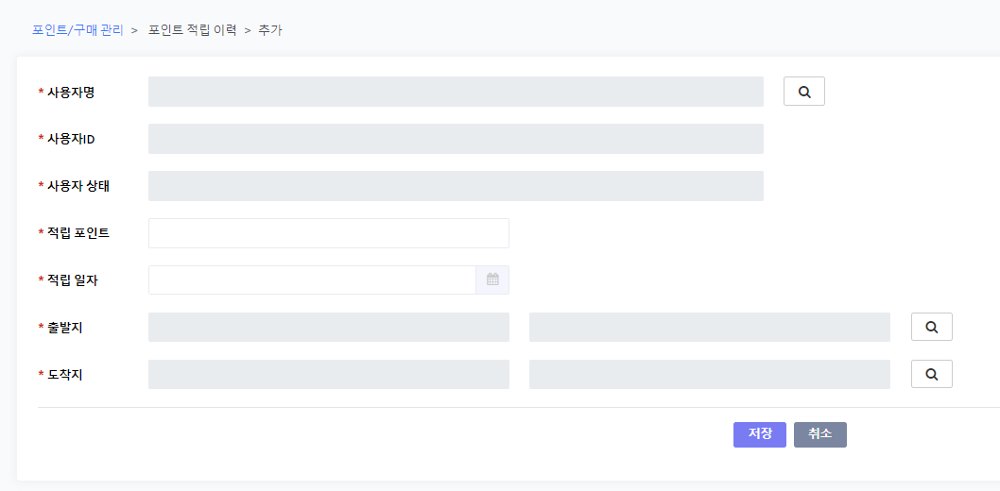 포인트/구매 관리 > 포인트 적립 이력 > 추가
* 사용자명
* 사용자ID
* 사용자 상태
* 적립 포인트
* 적립 일자
* 출발지
* 도착지
저장 취소